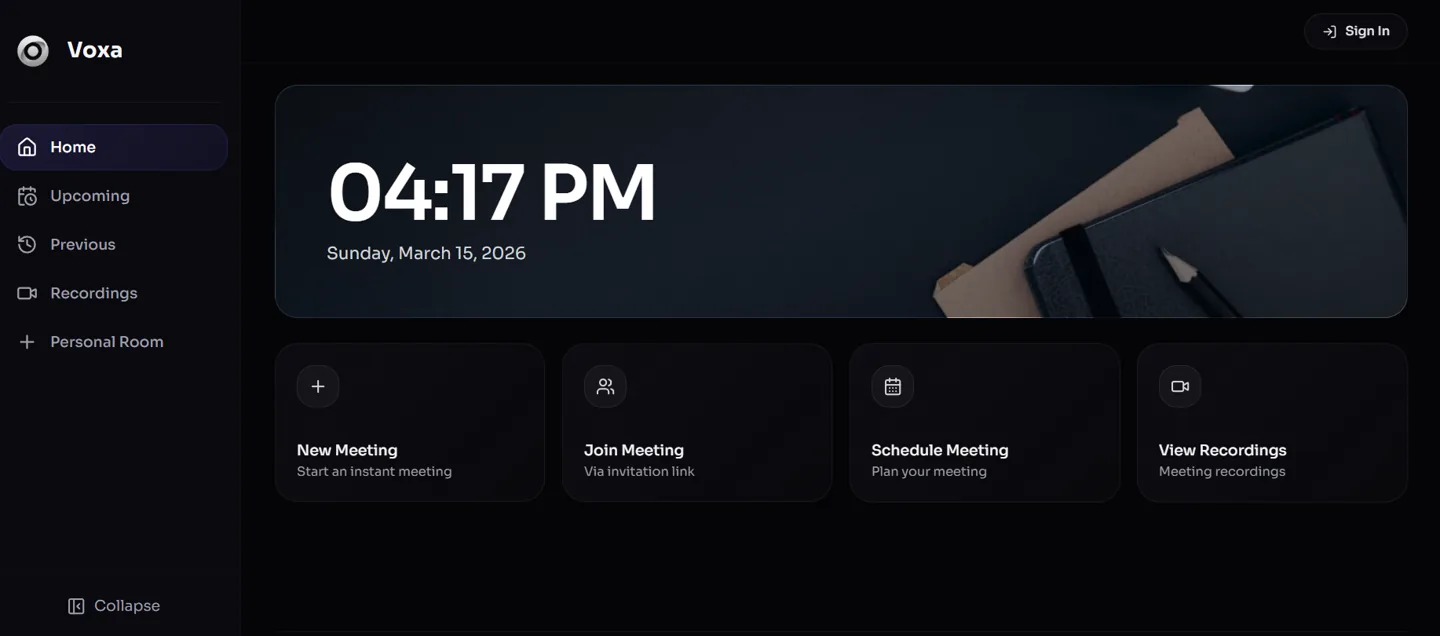 Voxa
Sign In
Home
Upcoming
Previous
Recordings
Personal Room
Collapse
04:17 PM
Sunday, March 15, 2026
New Meeting
Start an instant meeting
Join Meeting
Via invitation link
Schedule Meeting
Plan your meeting
View Recordings
Meeting recordings